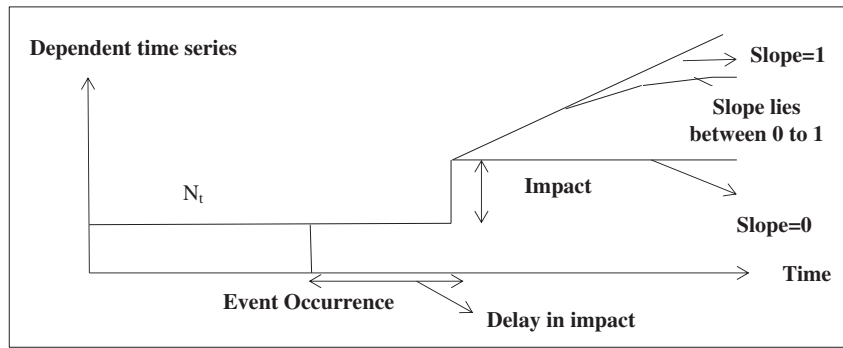 Dependent time series
Slope=1
Slope lies
between 0 to 1
Nt
Impact
Slope=0
Time
Event Occurrence
Delay in impact